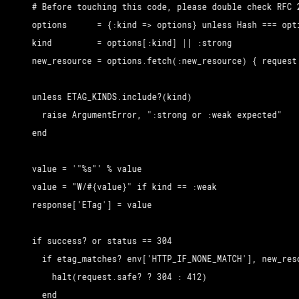 # Before touching this code, please double check RFC 2
options = {:kind => options} unless Hash === opti
kind = options[:kind] || :strong
new_resource = options.fetch(:new_resource) { request
unless ETAG_KINDS.include?(kind)
raise ArgumentError, ":strong or :weak expected"
end
value = '"%s"' % value
value = "W/#{value}" if kind == :weak
response['ETag'] = value
if success? or status == 304
if etag_matches? env['HTTP_IF_NONE_MATCH'], new_reso
halt(request.safe? ? 304 : 412)
end